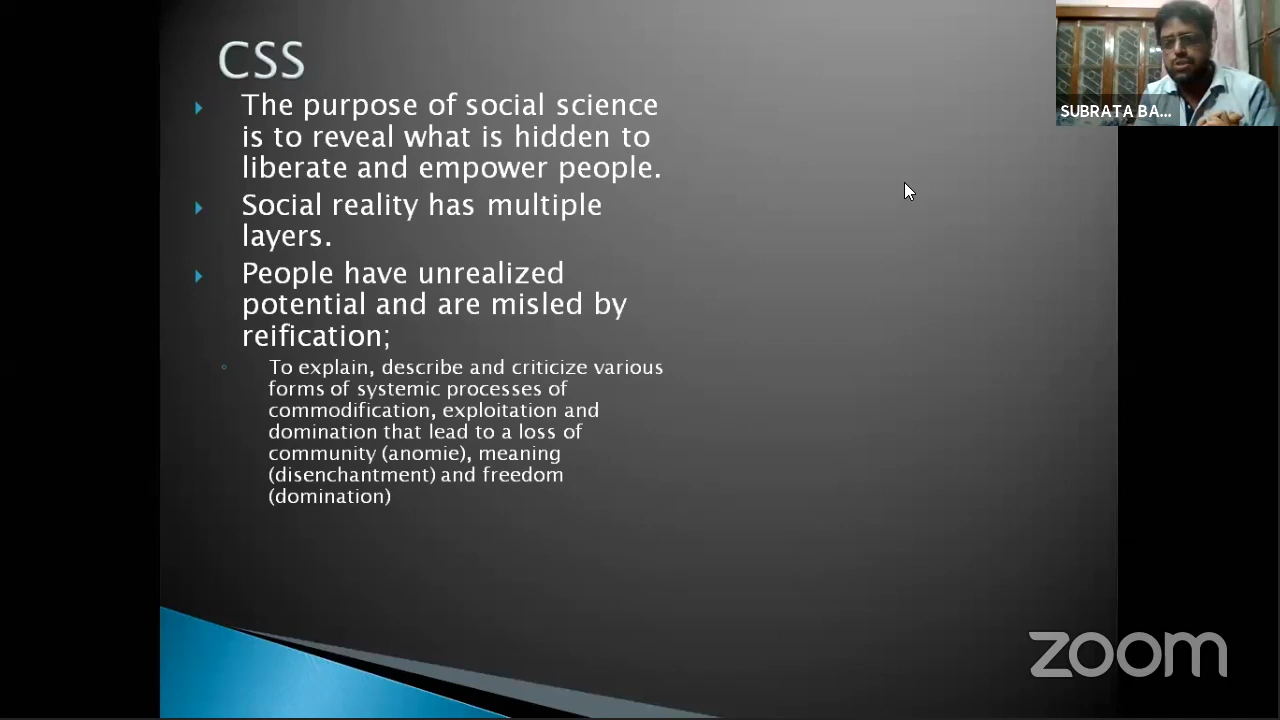 CSS
The purpose of social science
is to reveal what is hidden to
liberate and empower people.
Social reality has multiple
layers.
People have unrealized
potential and are misled by
reification;
To explain, describe and criticize various
forms of systemic processes of
commodification, exploitation and
domination that lead to a loss of
community (anomie), meaning
(disenchantment) and freedom
(domination)
SUBRATA BA...
zoom